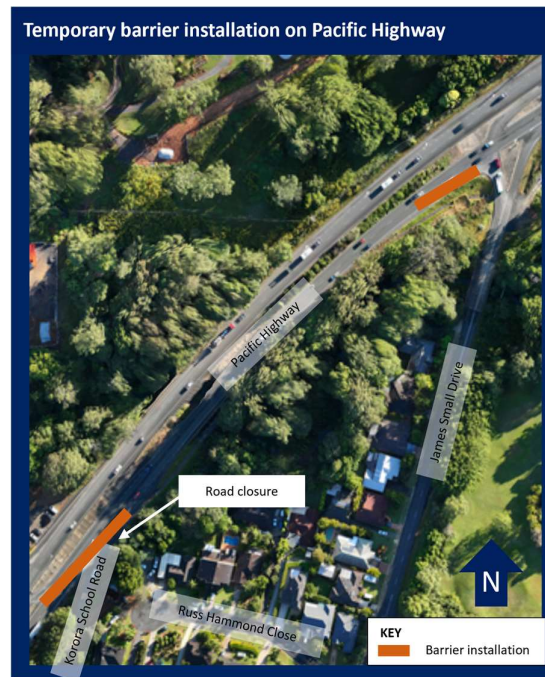 Temporary barrier installation on Pacific Highway
Pacific Highway
James Small Drive
Road closure
Korora School Road
Russ Hammond Close
N
KEY
Barrier installation